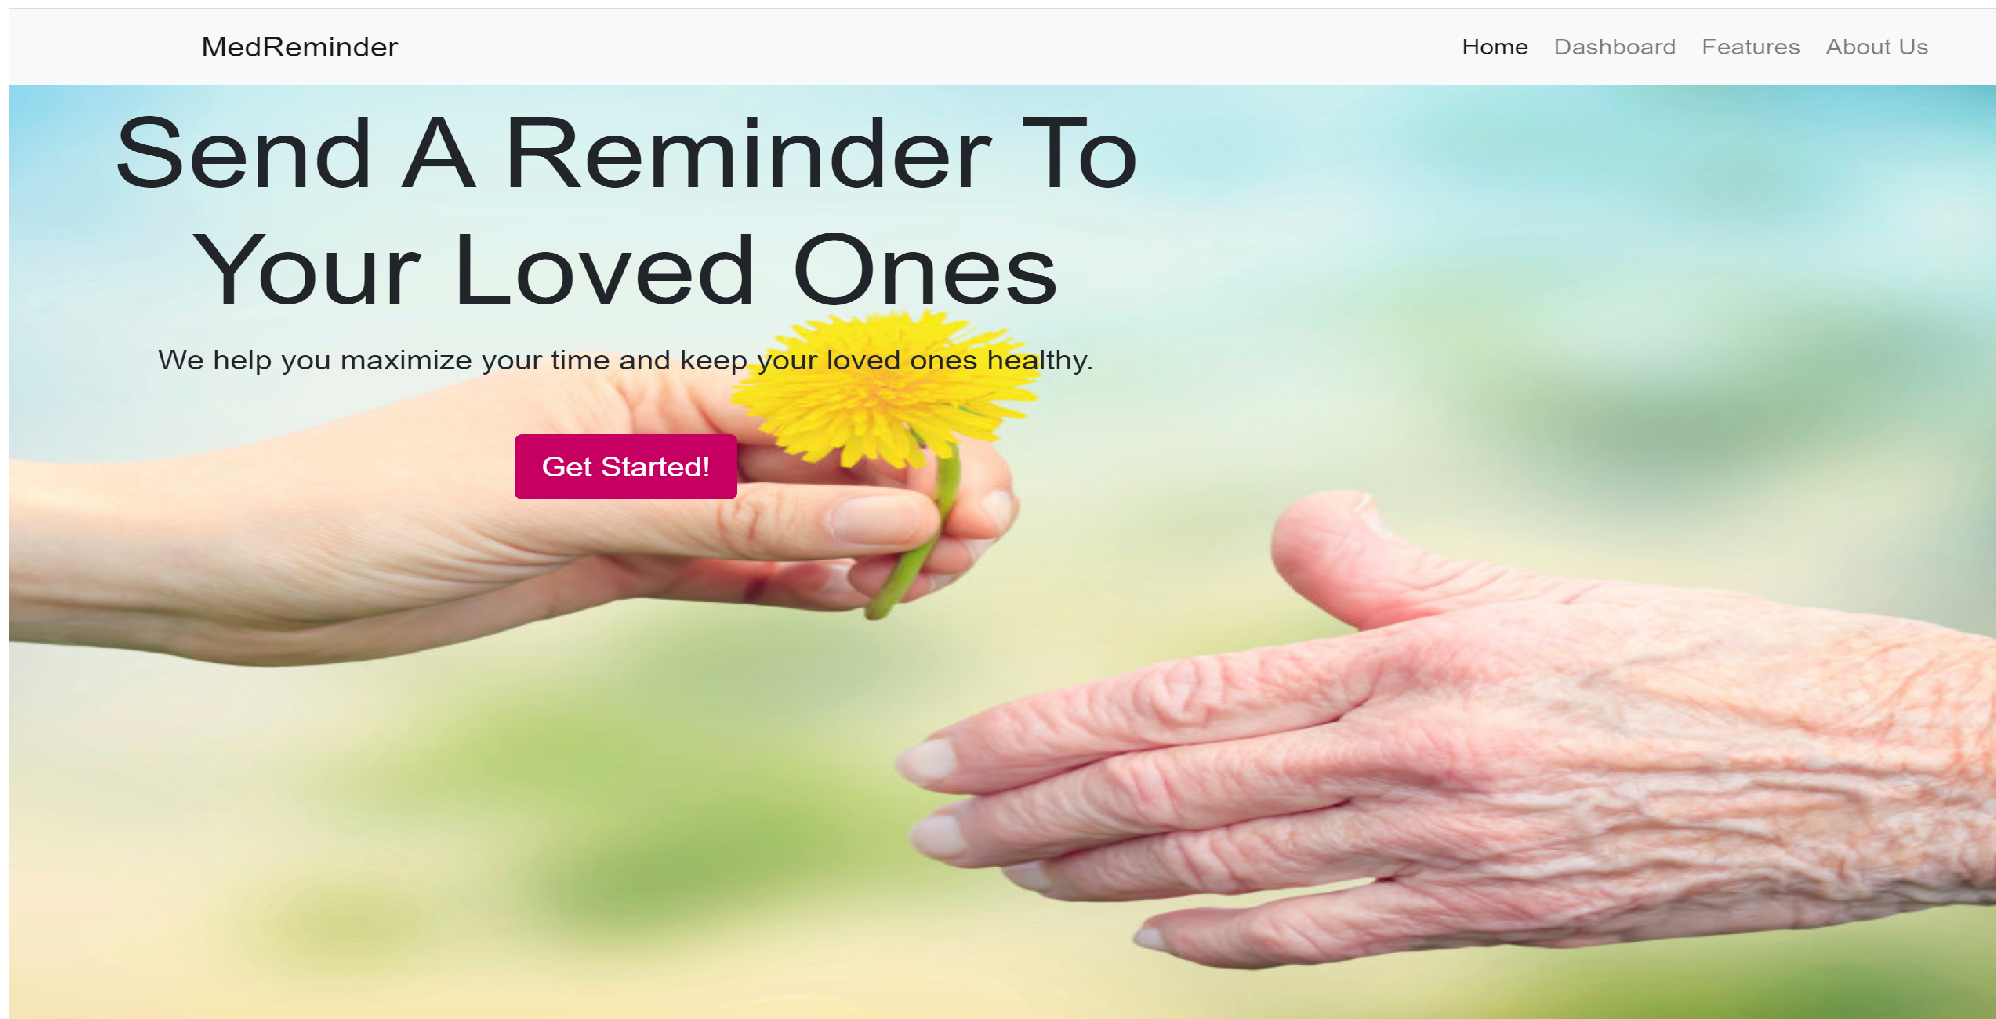 MedReminder
Home Dashboard Features About Us
Send A Reminder To
Your Loved Ones
We help you maximize your time and keep your loved ones healthy.
Get Started!